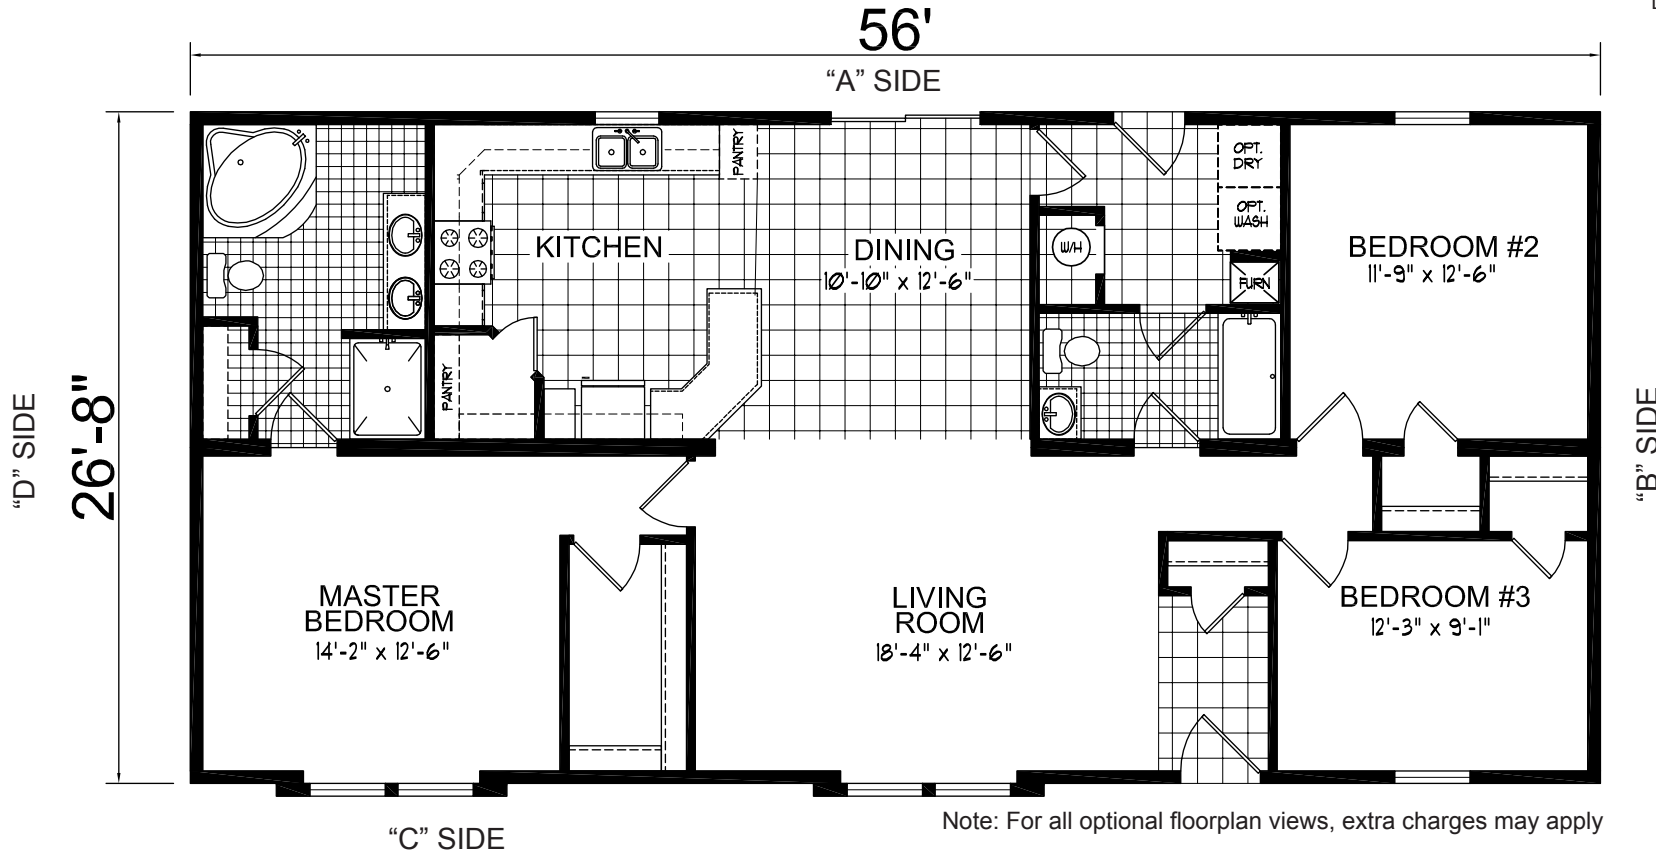 56'
“A” SIDE
PANTRY
OPT.
DRY
OPT.
WASH
KITCHEN
DINING
10'-10" x 12'-6"
W/H
FURN
BEDROOM #2
11'-9" x 12'-6"
PANTRY
“D” SIDE
26'-8"
“B” SIDE
MASTER
BEDROOM
14'-2" x 12'-6"
LIVING
ROOM
18'-4" x 12'-6"
BEDROOM #3
12'-3" x 9'-1"
Note: For all optional floorplan views, extra charges may apply
“C” SIDE